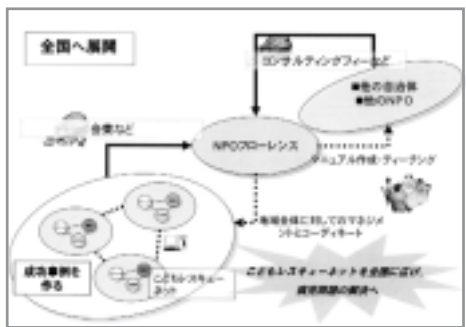 全国へ展開
コンサルティングフィーなど
■他の自治体
■他のNPO
会費など
NPOフローレンス
マニュアル作成・ティーチング
地域全体に対してのマネジメ
ントとコーディネート
成功事例を
作る
こどもレスキュー
ネット
こどもレスキューネットを全国に広げ、
病児問題の解決へ